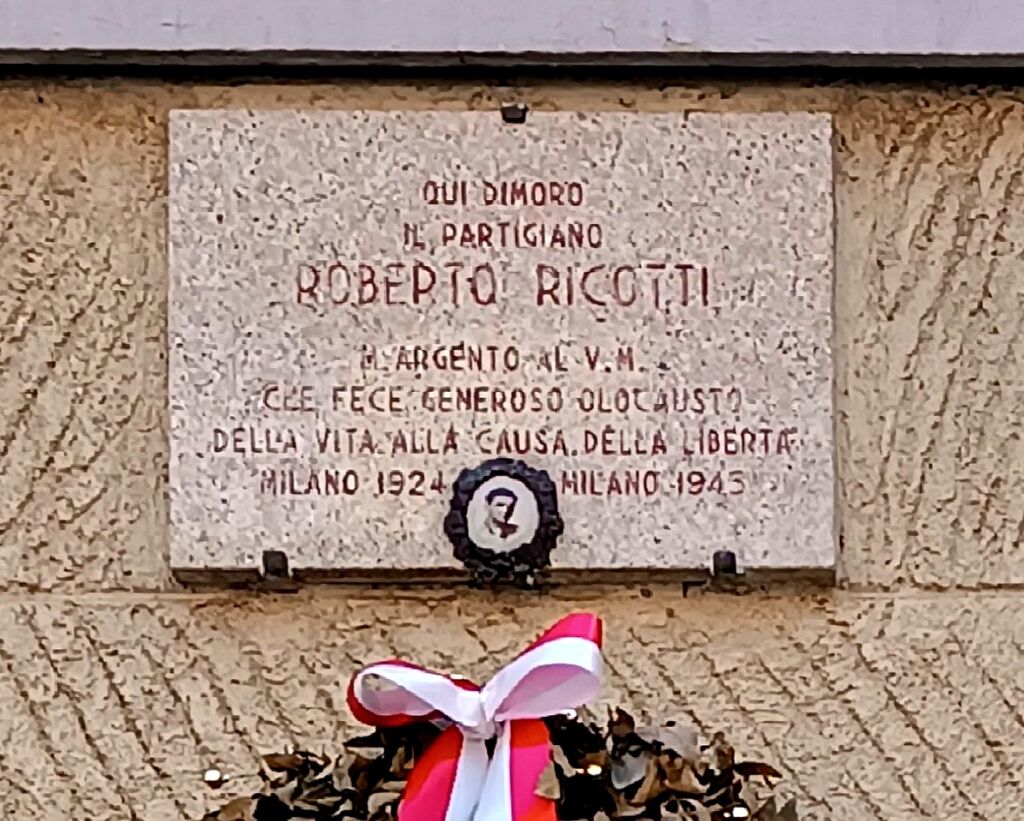 QUI DIMORÒ
IL PARTIGIANO
ROBERTO RICOTTI
M. ARGENTO AL V.M.
CHE FECE GENEROSO OLOCAUSTO
DELLA VITA ALLA CAUSA DELLA LIBERTÀ
MILANO 1924 MILANO 1945